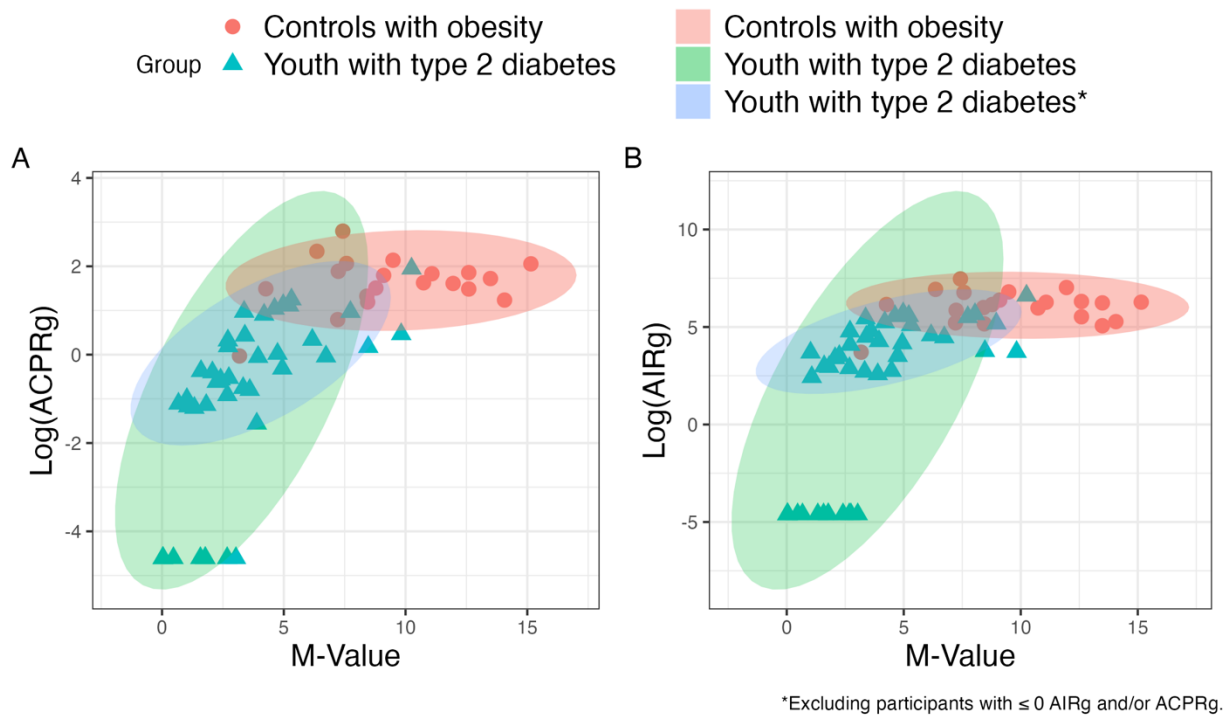 Controls with obesity
Group Youth with type 2 diabetes
Controls with obesity
Youth with type 2 diabetes
Youth with type 2 diabetes*
A
4
2
0
-2
-4
Log(ACPRg)
0 5 10 15
M-Value
B
10
5
0
-5
Log(AIRg)
0 5 10 15
M-Value
*Excluding participants with ≤ 0 AIRg and/or ACPRg.